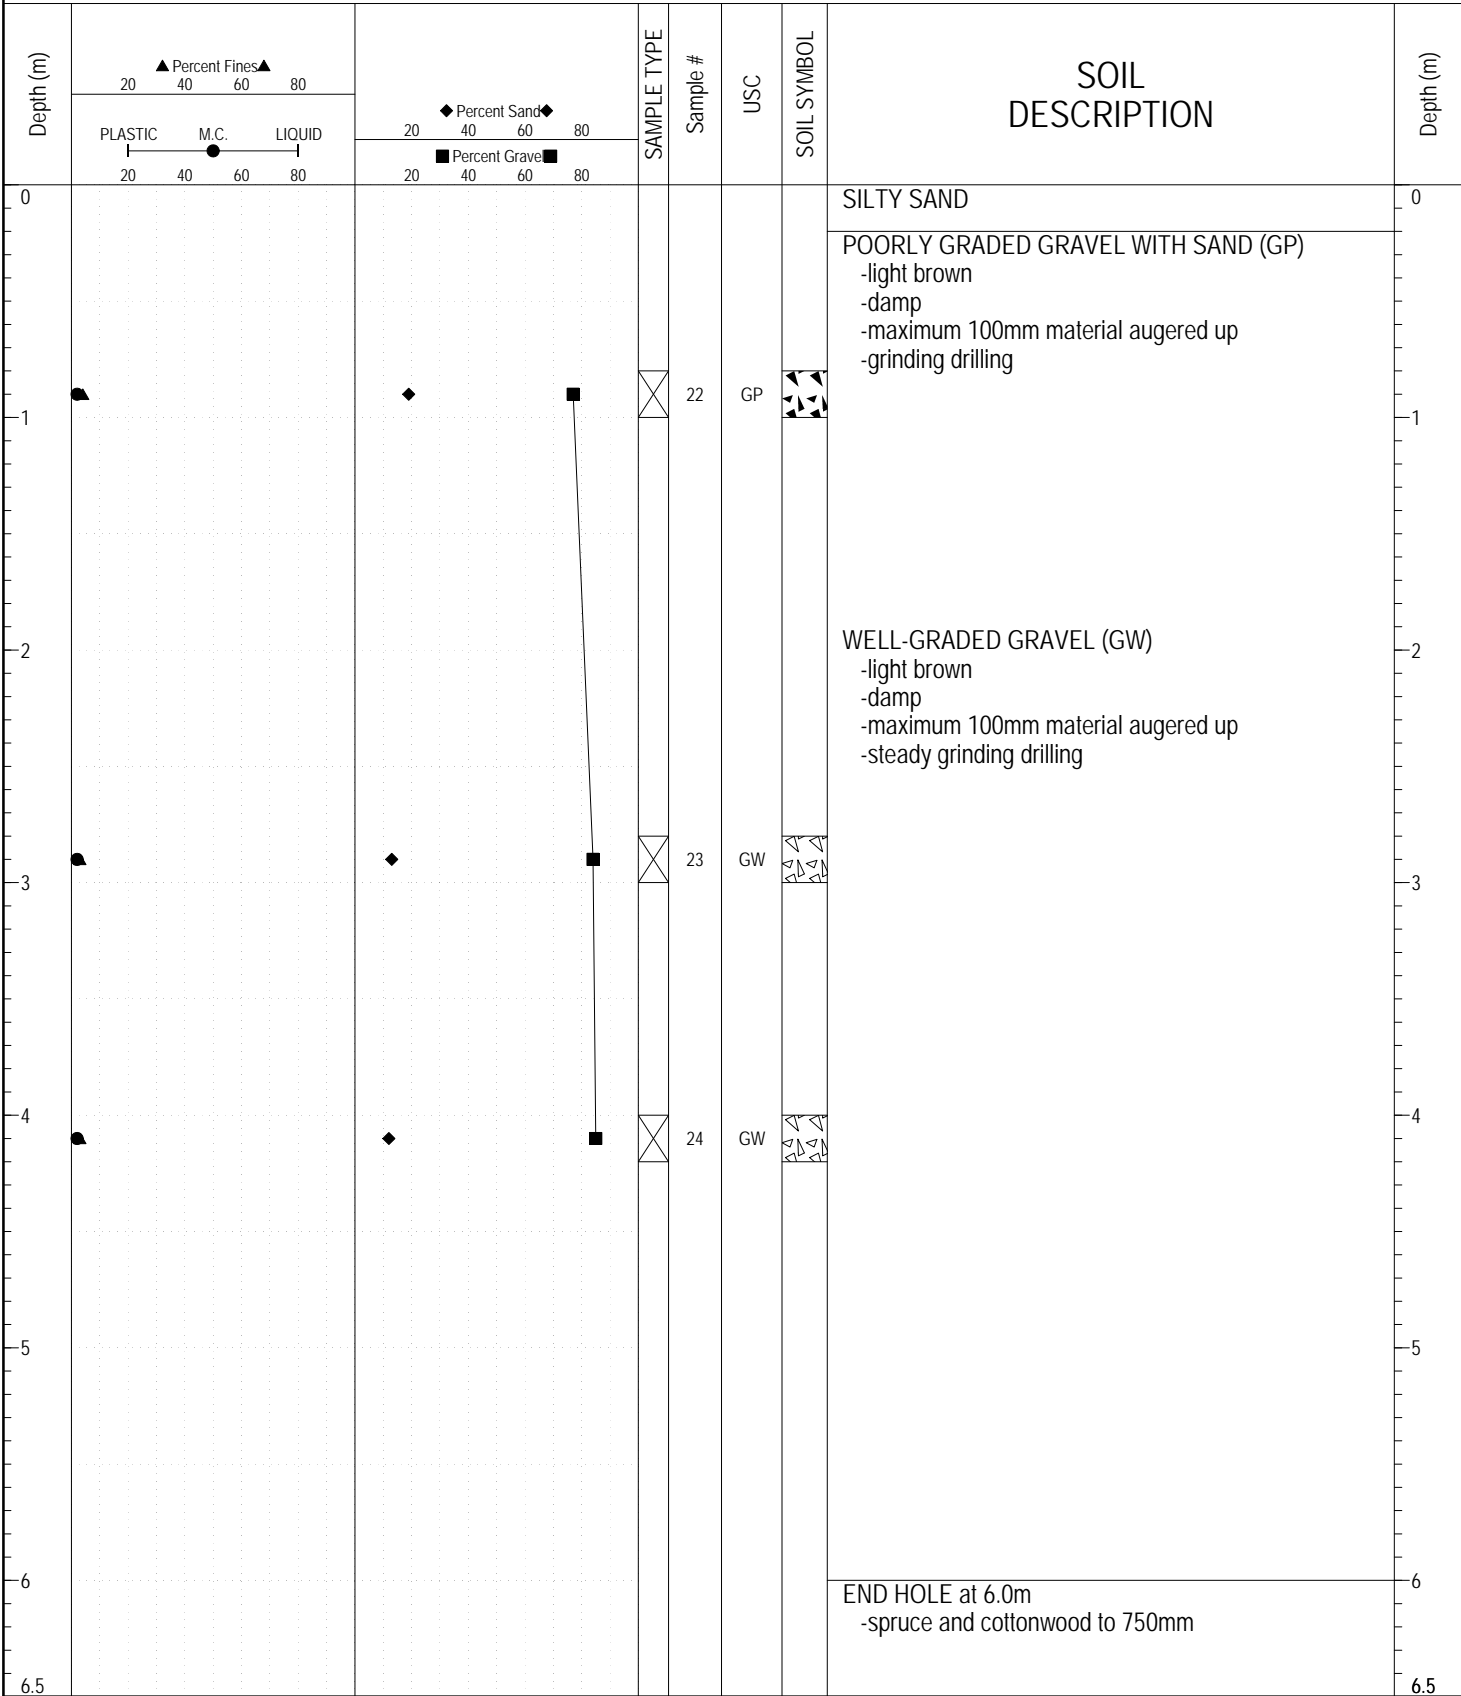 Depth (m)
▲ Percent Fines ▲
20 40 60 80
PLASTIC M.C. LIQUID
20 40 60 80
◆ Percent Sand ◆
20 40 60 80
■ Percent Gravel ■
20 40 60 80
SAMPLE TYPE
Sample #
USC
SOIL SYMBOL
SOIL
DESCRIPTION
Depth (m)
0 SILTY SAND 0
POORLY GRADED GRAVEL WITH SAND (GP)
-light brown
-damp
-maximum 100mm material augered up
-grinding drilling
22 GP
1 1
WELL-GRADED GRAVEL (GW)
2 2
-light brown
-damp
-maximum 100mm material augered up
-steady grinding drilling
23 GW
3 3
4 4
24 GW
5 5
6 6
END HOLE at 6.0m
-spruce and cottonwood to 750mm
6.5 6.5